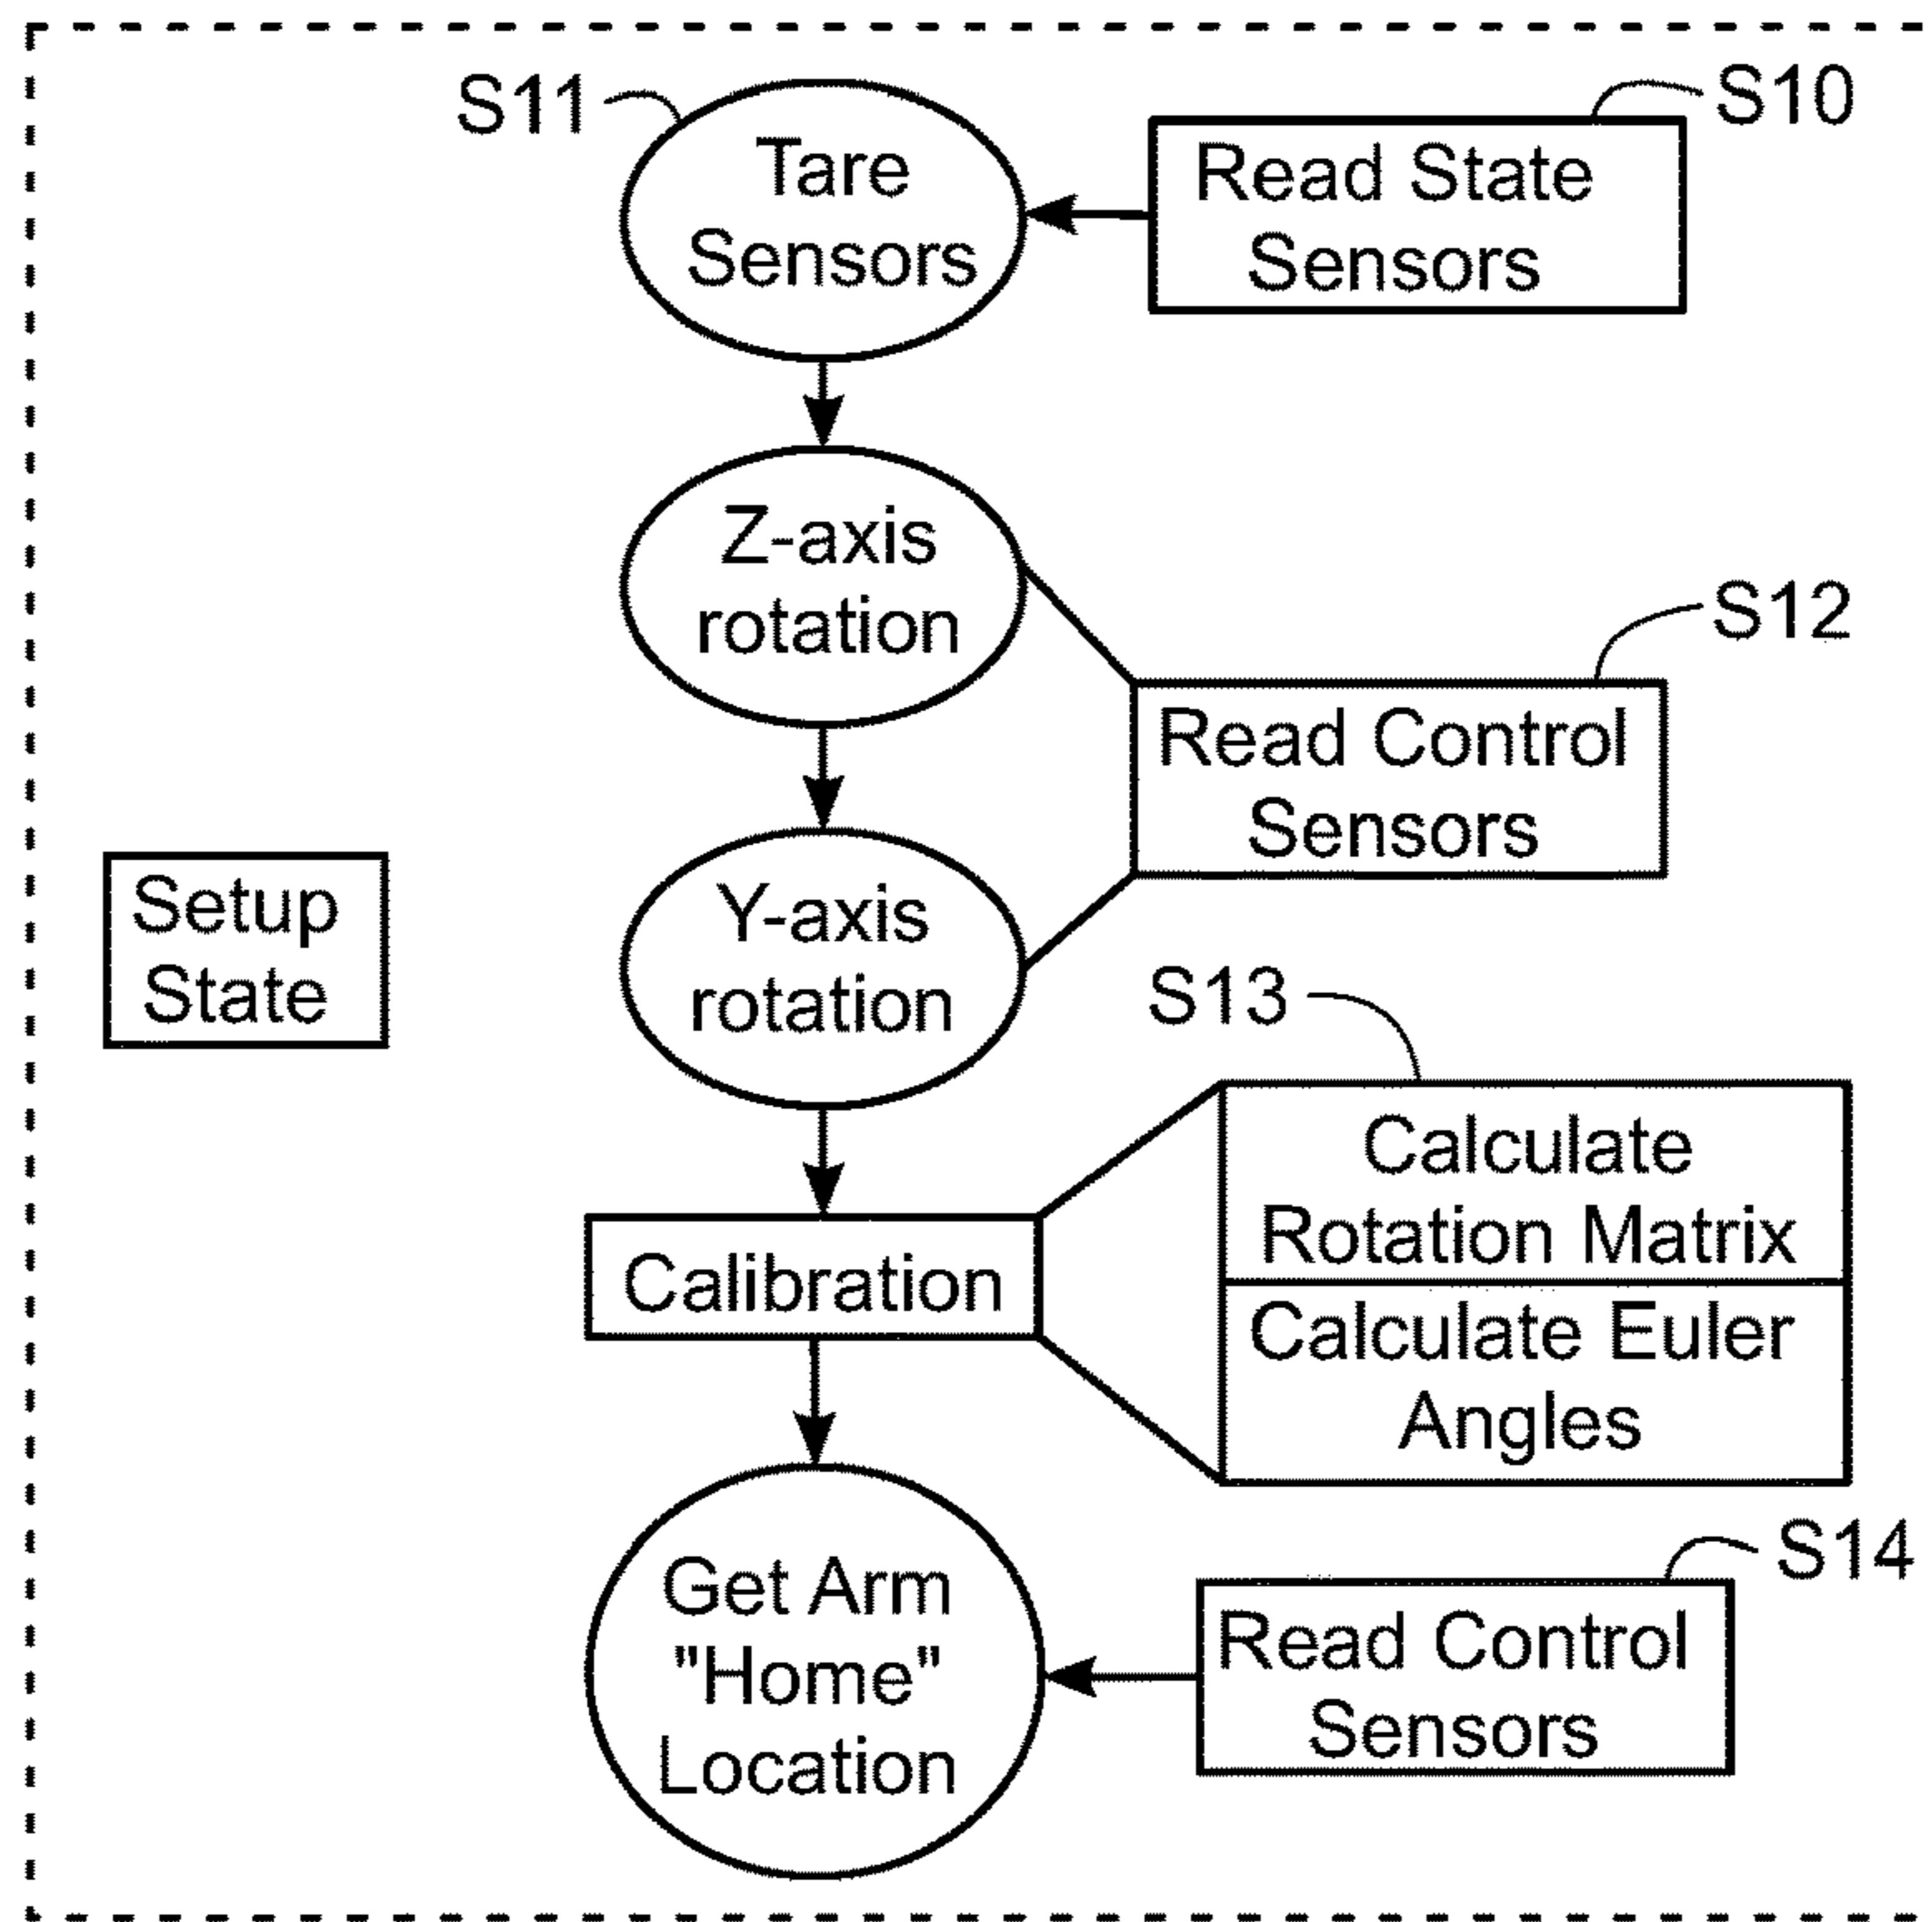 S11
S10
Tare
Sensors
Read State
Sensors
Z-axis
rotation
S12
Read Control
Sensors
Setup
State
Y-axis
rotation
S13
Calculate
Rotation Matrix
Calibration
Calculate Euler
Angles
S14
Get Arm
"Home"
Location
Read Control
Sensors